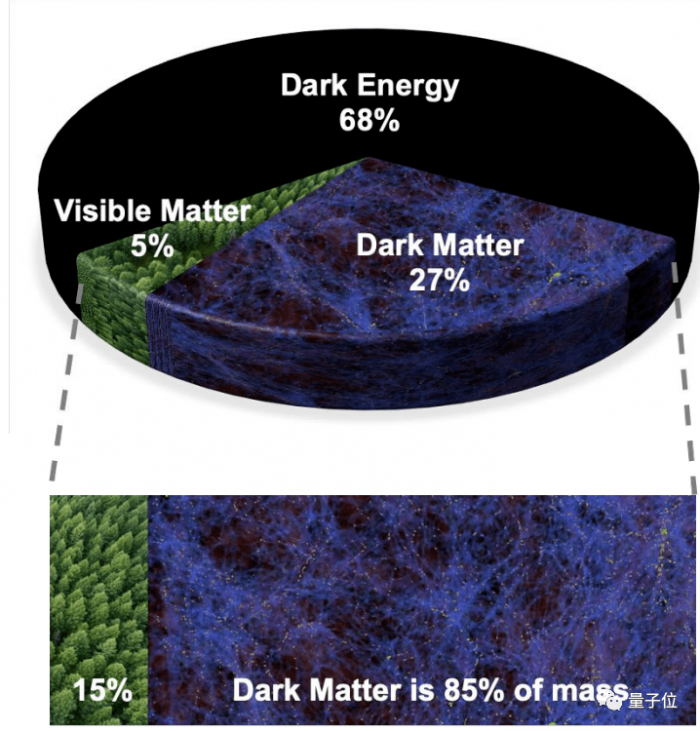 Dark Energy
68%
Visible Matter
5%
Dark Matter
27%
15%
Dark Matter is 85% of mass
量子位